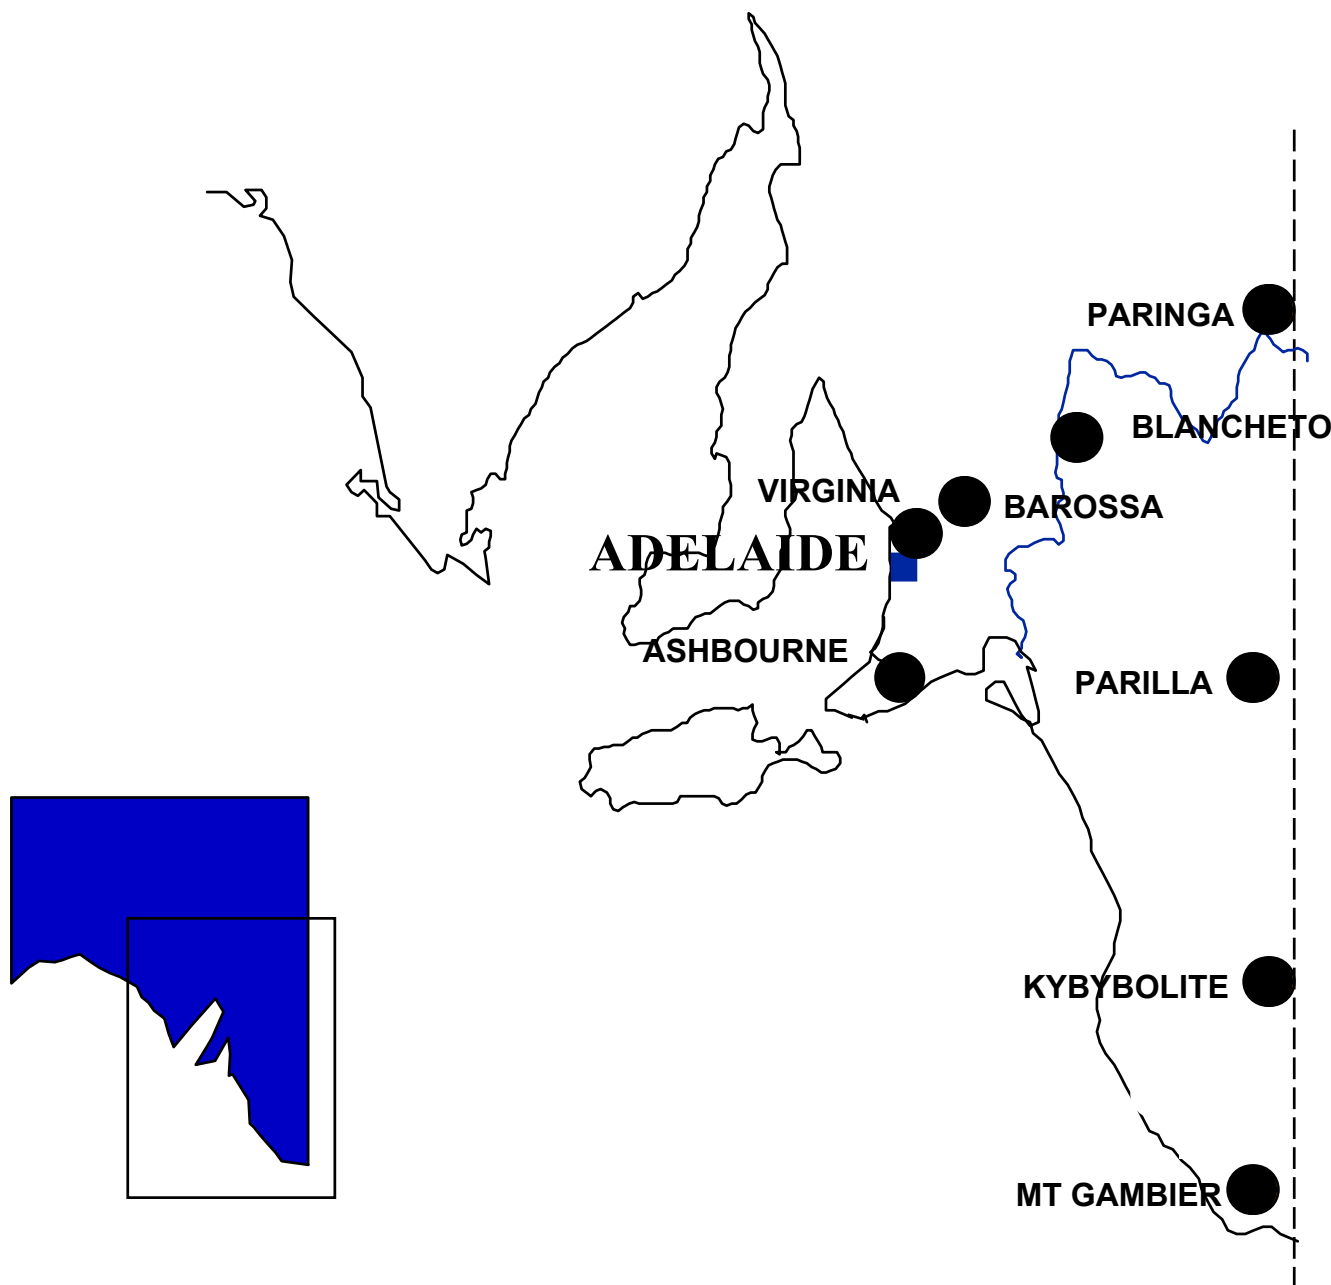 PARINGA
BLANCHETO
VIRGINIA
BAROSSA
ADELAIDE
ASHBOURNE
PARILLA
KYBYBOLITE
MT GAMBIER